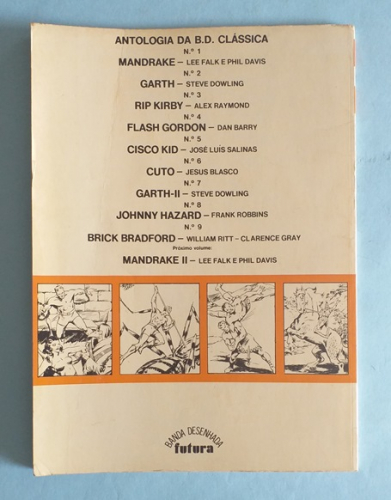 ANTOLOGIA DA B.D. CLÁSSICA
N.º 1
MANDRAKE – LEE FALK E PHIL DAVIS
N.º 2
GARTH – STEVE DOWLING
N.º 3
RIP KIRBY – ALEX RAYMOND
N.º 4
FLASH GORDON – DAN BARRY
N.º 5
CISCO KID – JOSÉ LUÍS SALINAS
N.º 6
CUTO – JESUS BLASCO
N.º 7
GARTH-II – STEVE DOWLING
N.º 8
JOHNNY HAZARD – FRANK ROBBINS
N.º 9
BRICK BRADFORD – WILLIAM RITT – CLARENCE GRAY
Próximo volume:
MANDRAKE II – LEE FALK E PHIL DAVIS
BANDA DESENHADA
futura